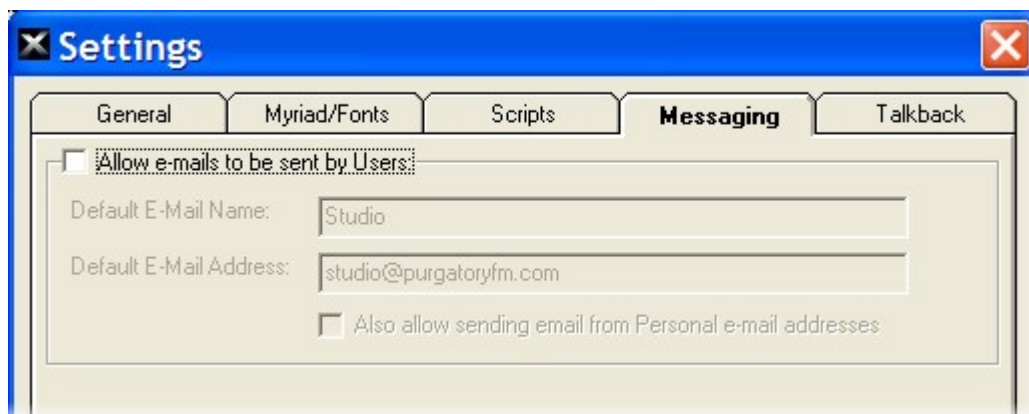 Settings
General Myriad/Fonts Scripts Messaging Talkback
Allow e-mails to be sent by Users:
Default E-Mail Name: Studio
Default E-Mail Address: studio@purgatoryfm.com
Also allow sending email from Personal e-mail addresses